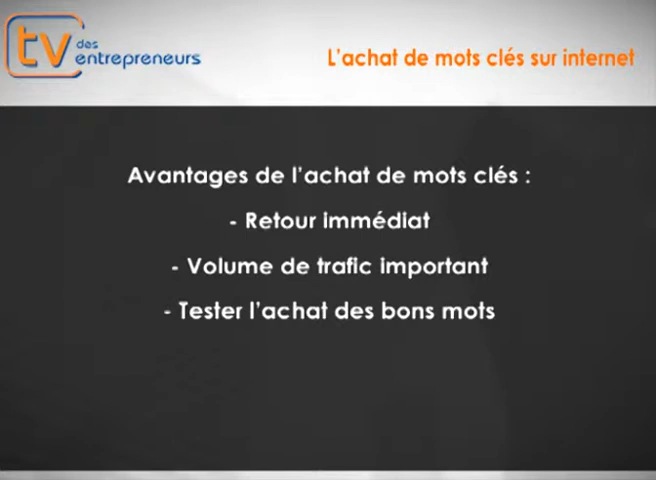 tv des entrepreneurs
L'achat de mots clés sur internet
Avantages de l'achat de mots clés :
- Retour immédiat
- Volume de trafic important
- Tester l'achat des bons mots